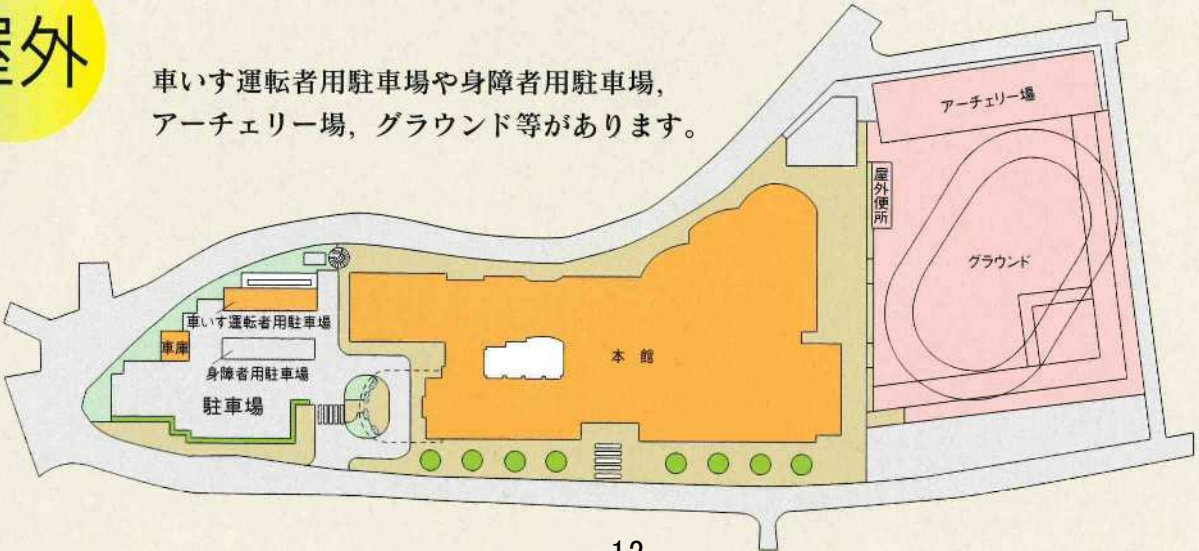 屋外
車いす運転者用駐車場や身障者用駐車場,
アーチェリー場, グラウンド等があります。
アーチェリー場
屋外便所
グラウンド
車いす運転者用駐車場
車庫
身障者用駐車場
駐車場
本館
12